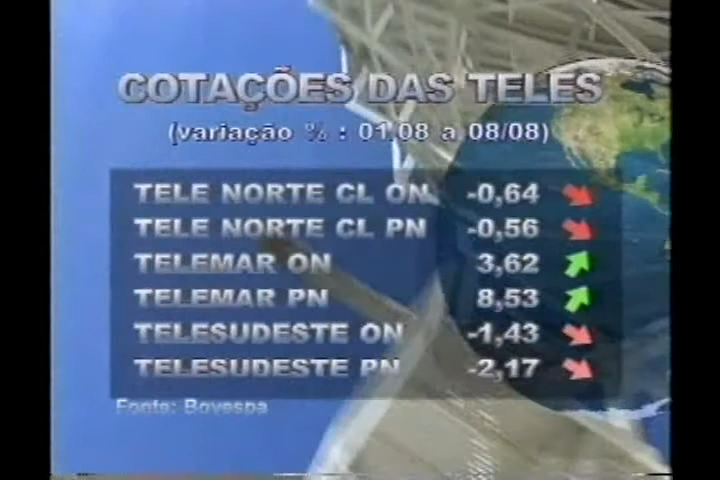 COTAÇÕES DAS TELES
(variação % : 01.08 a 08/08)
TELE NORTE CL ON -0,64
TELE NORTE CL PN -0,56
TELEMAR ON 3,62
TELEMAR PN 8,53
TELESUDESTE ON -1,43
TELESUDESTE PN -2,17
Fonte: Bovespa